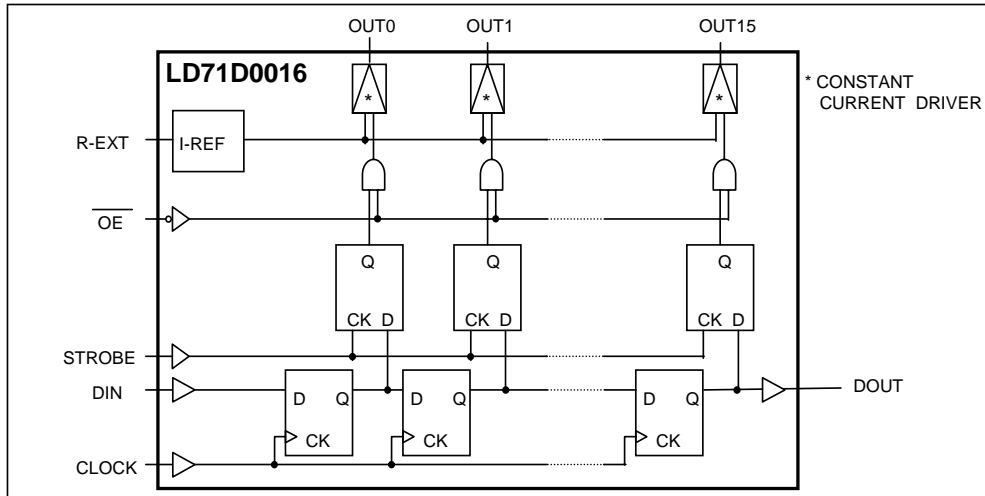 OUT0 OUT1 OUT15
LD71D0016
* CONSTANT
CURRENT DRIVER
* * *
R-EXT I-REF
OE
Q Q Q
CK D CK D CK D
STROBE
DIN
D Q D Q D Q
DOUT
CK CK CK
CLOCK